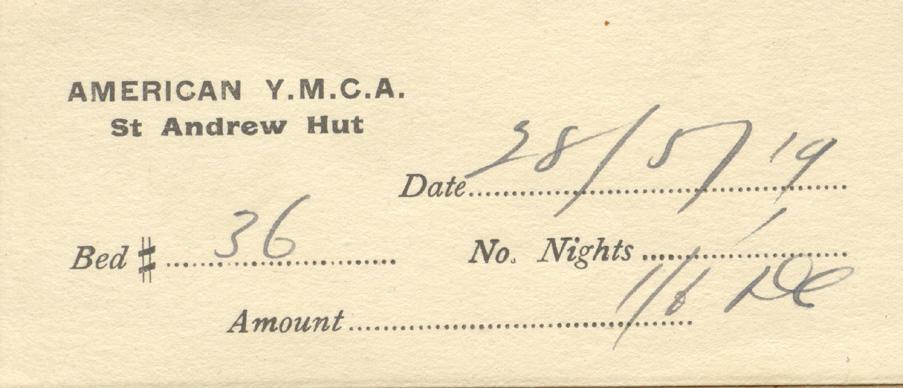 AMERICAN Y.M.C.A.
St Andrew Hut
Date 28/5/19
Bed # 36 No. Nights 1
Amount 1/6